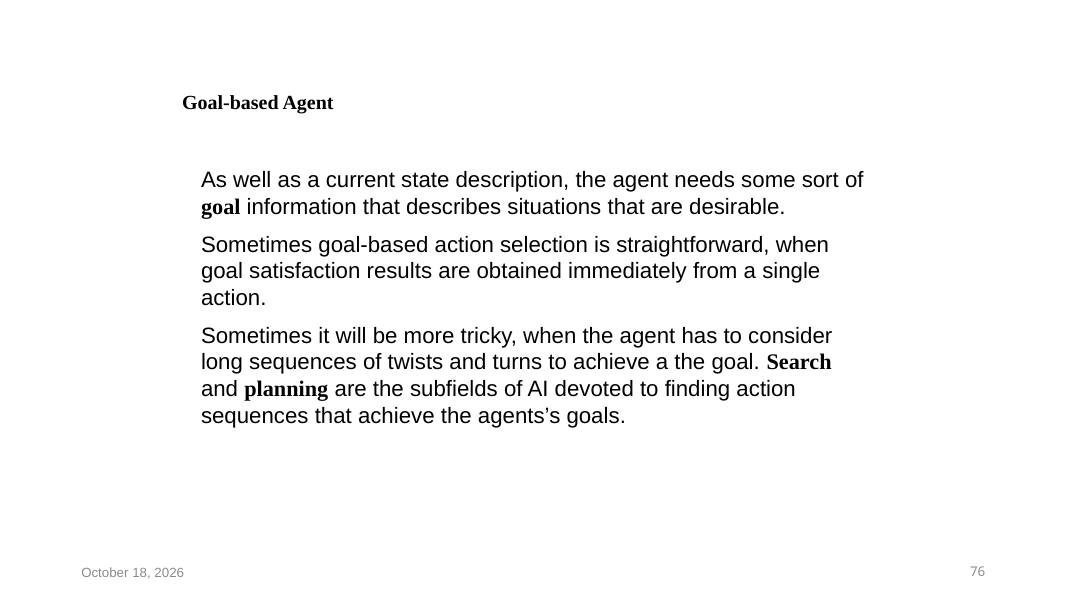 Goal-based Agent
As well as a current state description, the agent needs some sort of
goal information that describes situations that are desirable.
Sometimes goal-based action selection is straightforward, when
goal satisfaction results are obtained immediately from a single
action.
Sometimes it will be more tricky, when the agent has to consider
long sequences of twists and turns to achieve a the goal. Search
and planning are the subfields of AI devoted to finding action
sequences that achieve the agents’s goals.
October 18, 2026
76